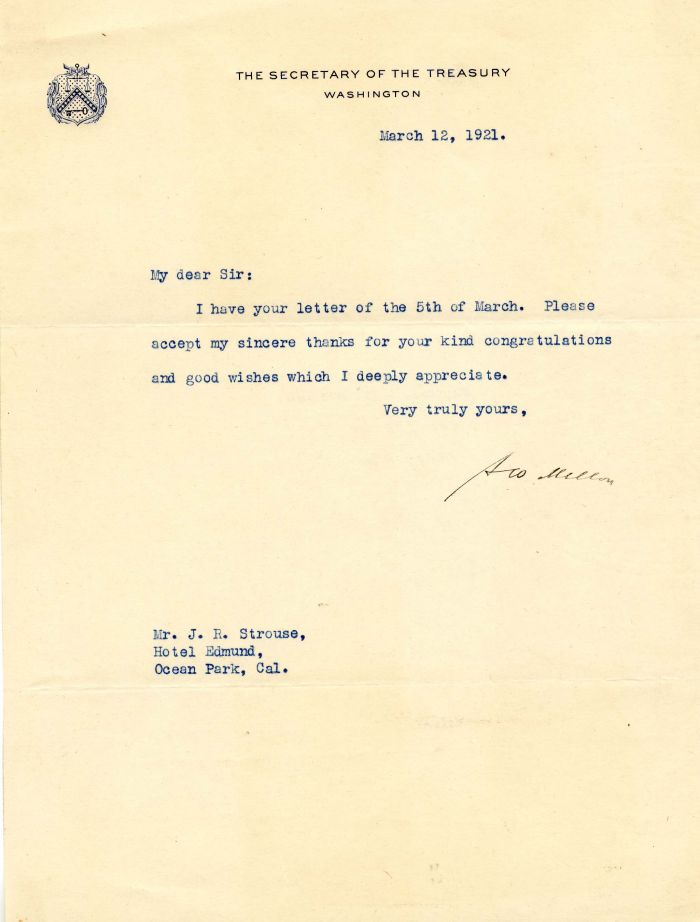 THE SECRETARY OF THE TREASURY
WASHINGTON
March 12, 1921.
My dear Sir:
I have your letter of the 5th of March. Please
accept my sincere thanks for your kind congratulations
and good wishes which I deeply appreciate.
Very truly yours,
A W Mellon
Mr. J. R. Strouse,
Hotel Edmund,
Ocean Park, Cal.